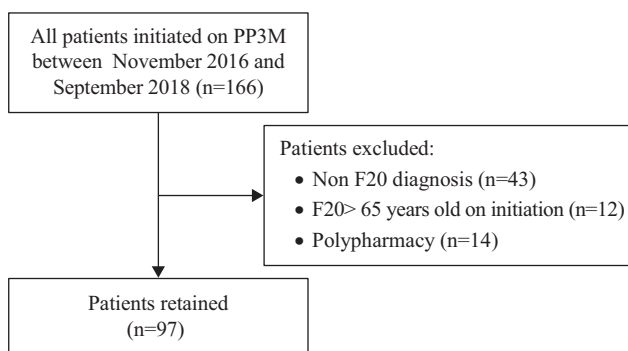 All patients initiated on PP3M
between November 2016 and
September 2018 (n=166)
Patients excluded:
• Non F20 diagnosis (n=43)
• F20> 65 years old on initiation (n=12)
• Polypharmacy (n=14)
Patients retained
(n=97)